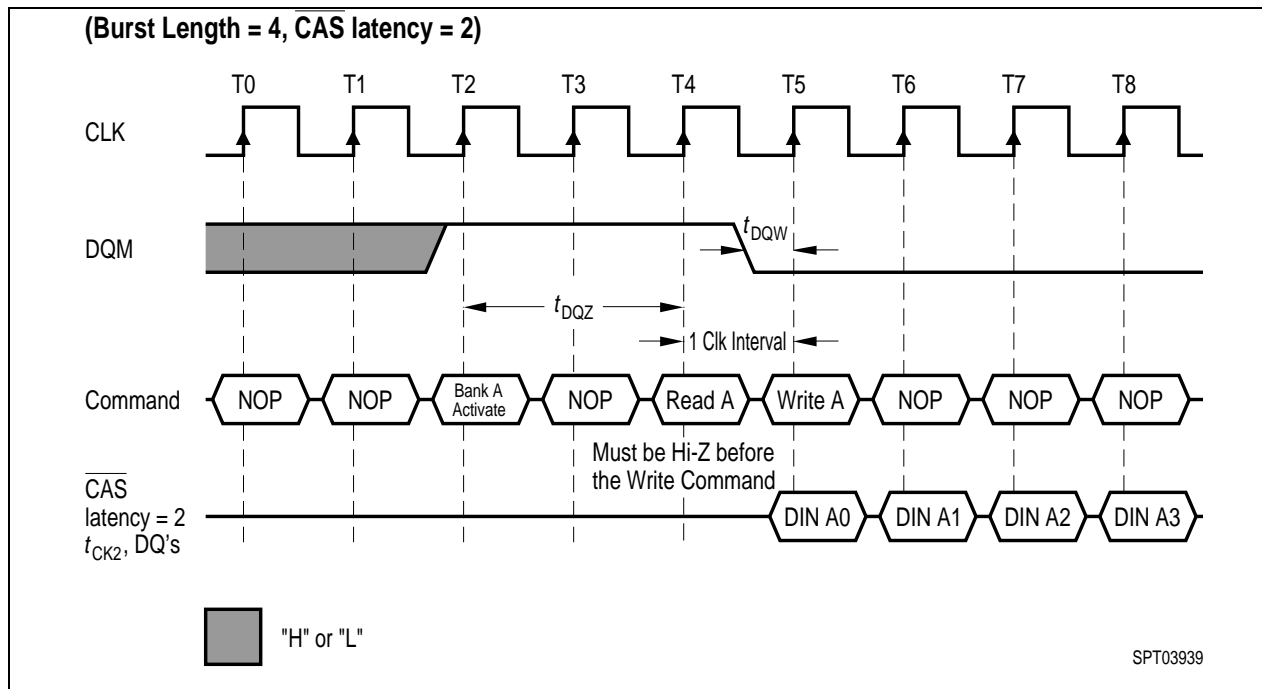 (Burst Length = 4, CAS latency = 2)
T0 T1 T2 T3 T4 T5 T6 T7 T8
CLK
DQM
tDQW
tDQZ
1 Clk Interval
Command
NOP NOP Bank A Activate NOP Read A Write A NOP NOP NOP
Must be Hi-Z before
the Write Command
CAS
latency = 2
tCK2, DQ's
DIN A0 DIN A1 DIN A2 DIN A3
"H" or "L"
SPT03939